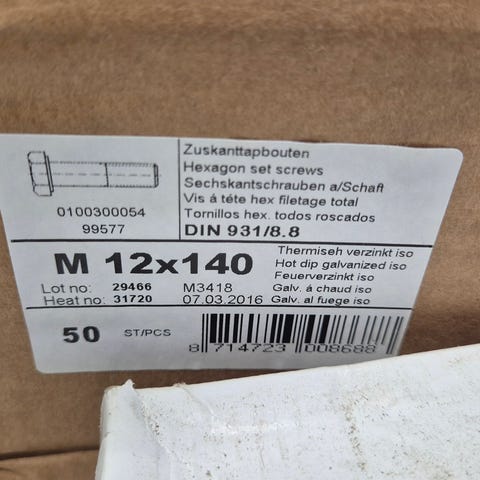 Zuskanttapbouten
Hexagon set screws
Sechskantschrauben a/Schaft
Vis á téte hex filetage total
Tornillos hex. todos roscados
DIN 931/8.8
0100300054
99577
M 12x140
Thermiseh verzinkt iso
Hot dip galvanized iso
Feuerverzinkt iso
Galv. á chaud iso
Galv. al fuege iso
Lot no: 29466 M3418
Heat no: 31720 07.03.2016
50 ST/PCS
8 714723 008688